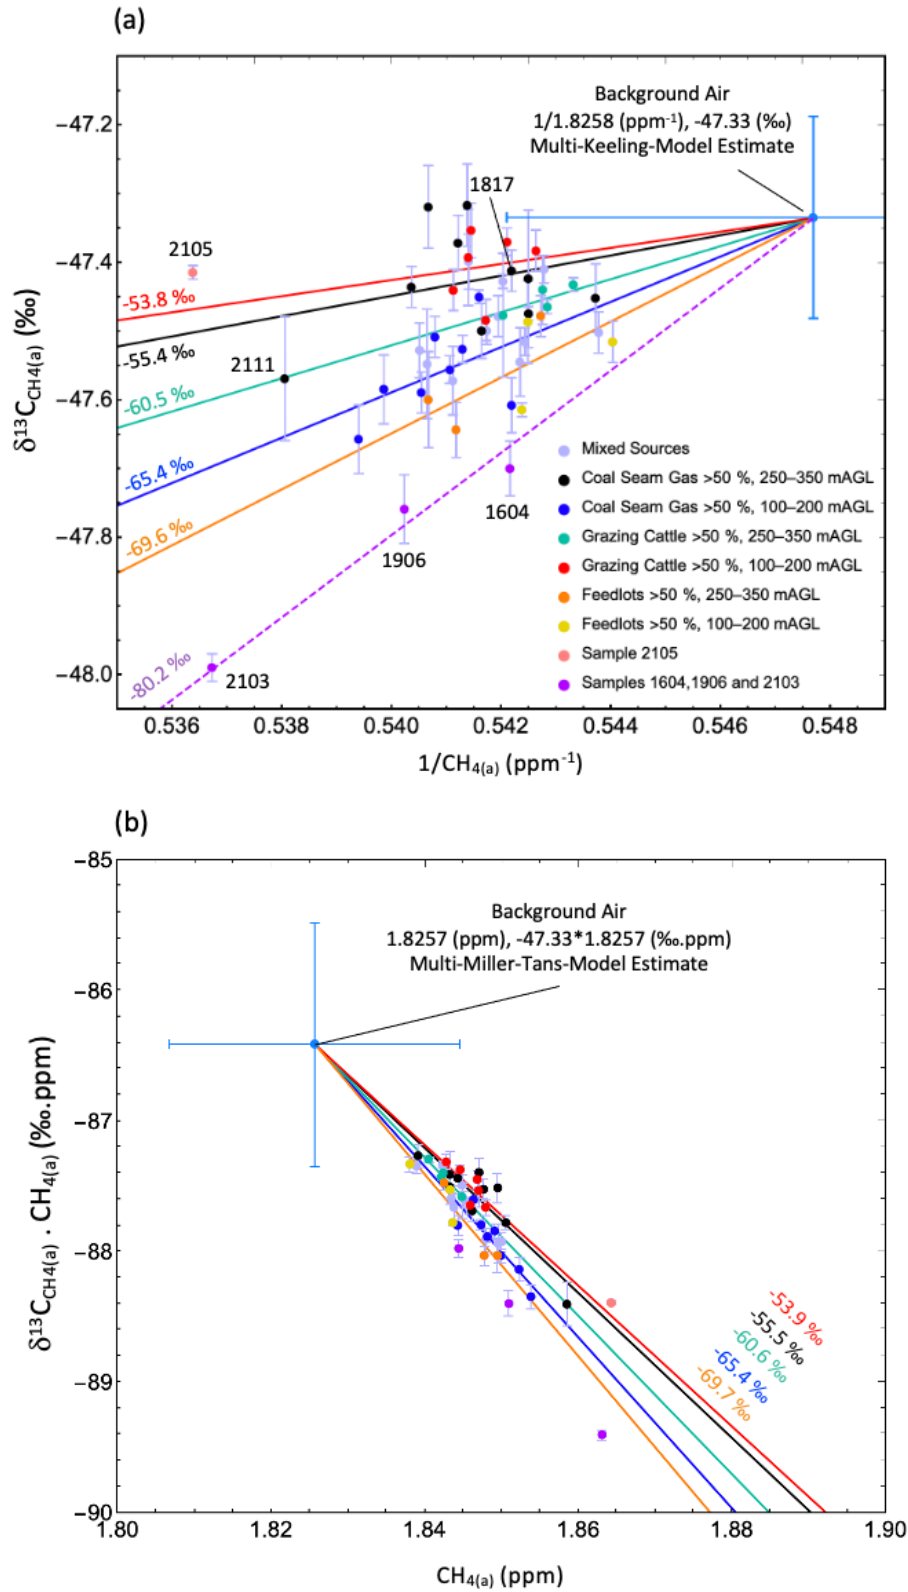 (a)
Background Air
1/1.8258 (ppm⁻¹), -47.33 (‰)
Multi-Keeling-Model Estimate
−47.2
1817
2105
−47.4
-53.8 ‰
-55.4 ‰
2111
-60.5 ‰
−47.6
-65.4 ‰
-69.6 ‰
−47.8
1604
1906
-80.2 ‰
−48.0
2103
δ¹³C_CH4(a) (‰)
Mixed Sources
Coal Seam Gas >50 %, 250–350 mAGL
Coal Seam Gas >50 %, 100–200 mAGL
Grazing Cattle >50 %, 250–350 mAGL
Grazing Cattle >50 %, 100–200 mAGL
Feedlots >50 %, 250–350 mAGL
Feedlots >50 %, 100–200 mAGL
Sample 2105
Samples 1604,1906 and 2103
0.536 0.538 0.540 0.542 0.544 0.546 0.548
1/CH₄₍ₐ₎ (ppm⁻¹)
(b)
−85
Background Air
1.8257 (ppm), -47.33*1.8257 (‰.ppm)
Multi-Miller-Tans-Model Estimate
−86
−87
−88
−89
−90
δ¹³C_CH4(a) . CH₄₍ₐ₎ (‰.ppm)
-53.9 ‰
-55.5 ‰
-60.6 ‰
-65.4 ‰
-69.7 ‰
1.80 1.82 1.84 1.86 1.88 1.90
CH₄₍ₐ₎ (ppm)